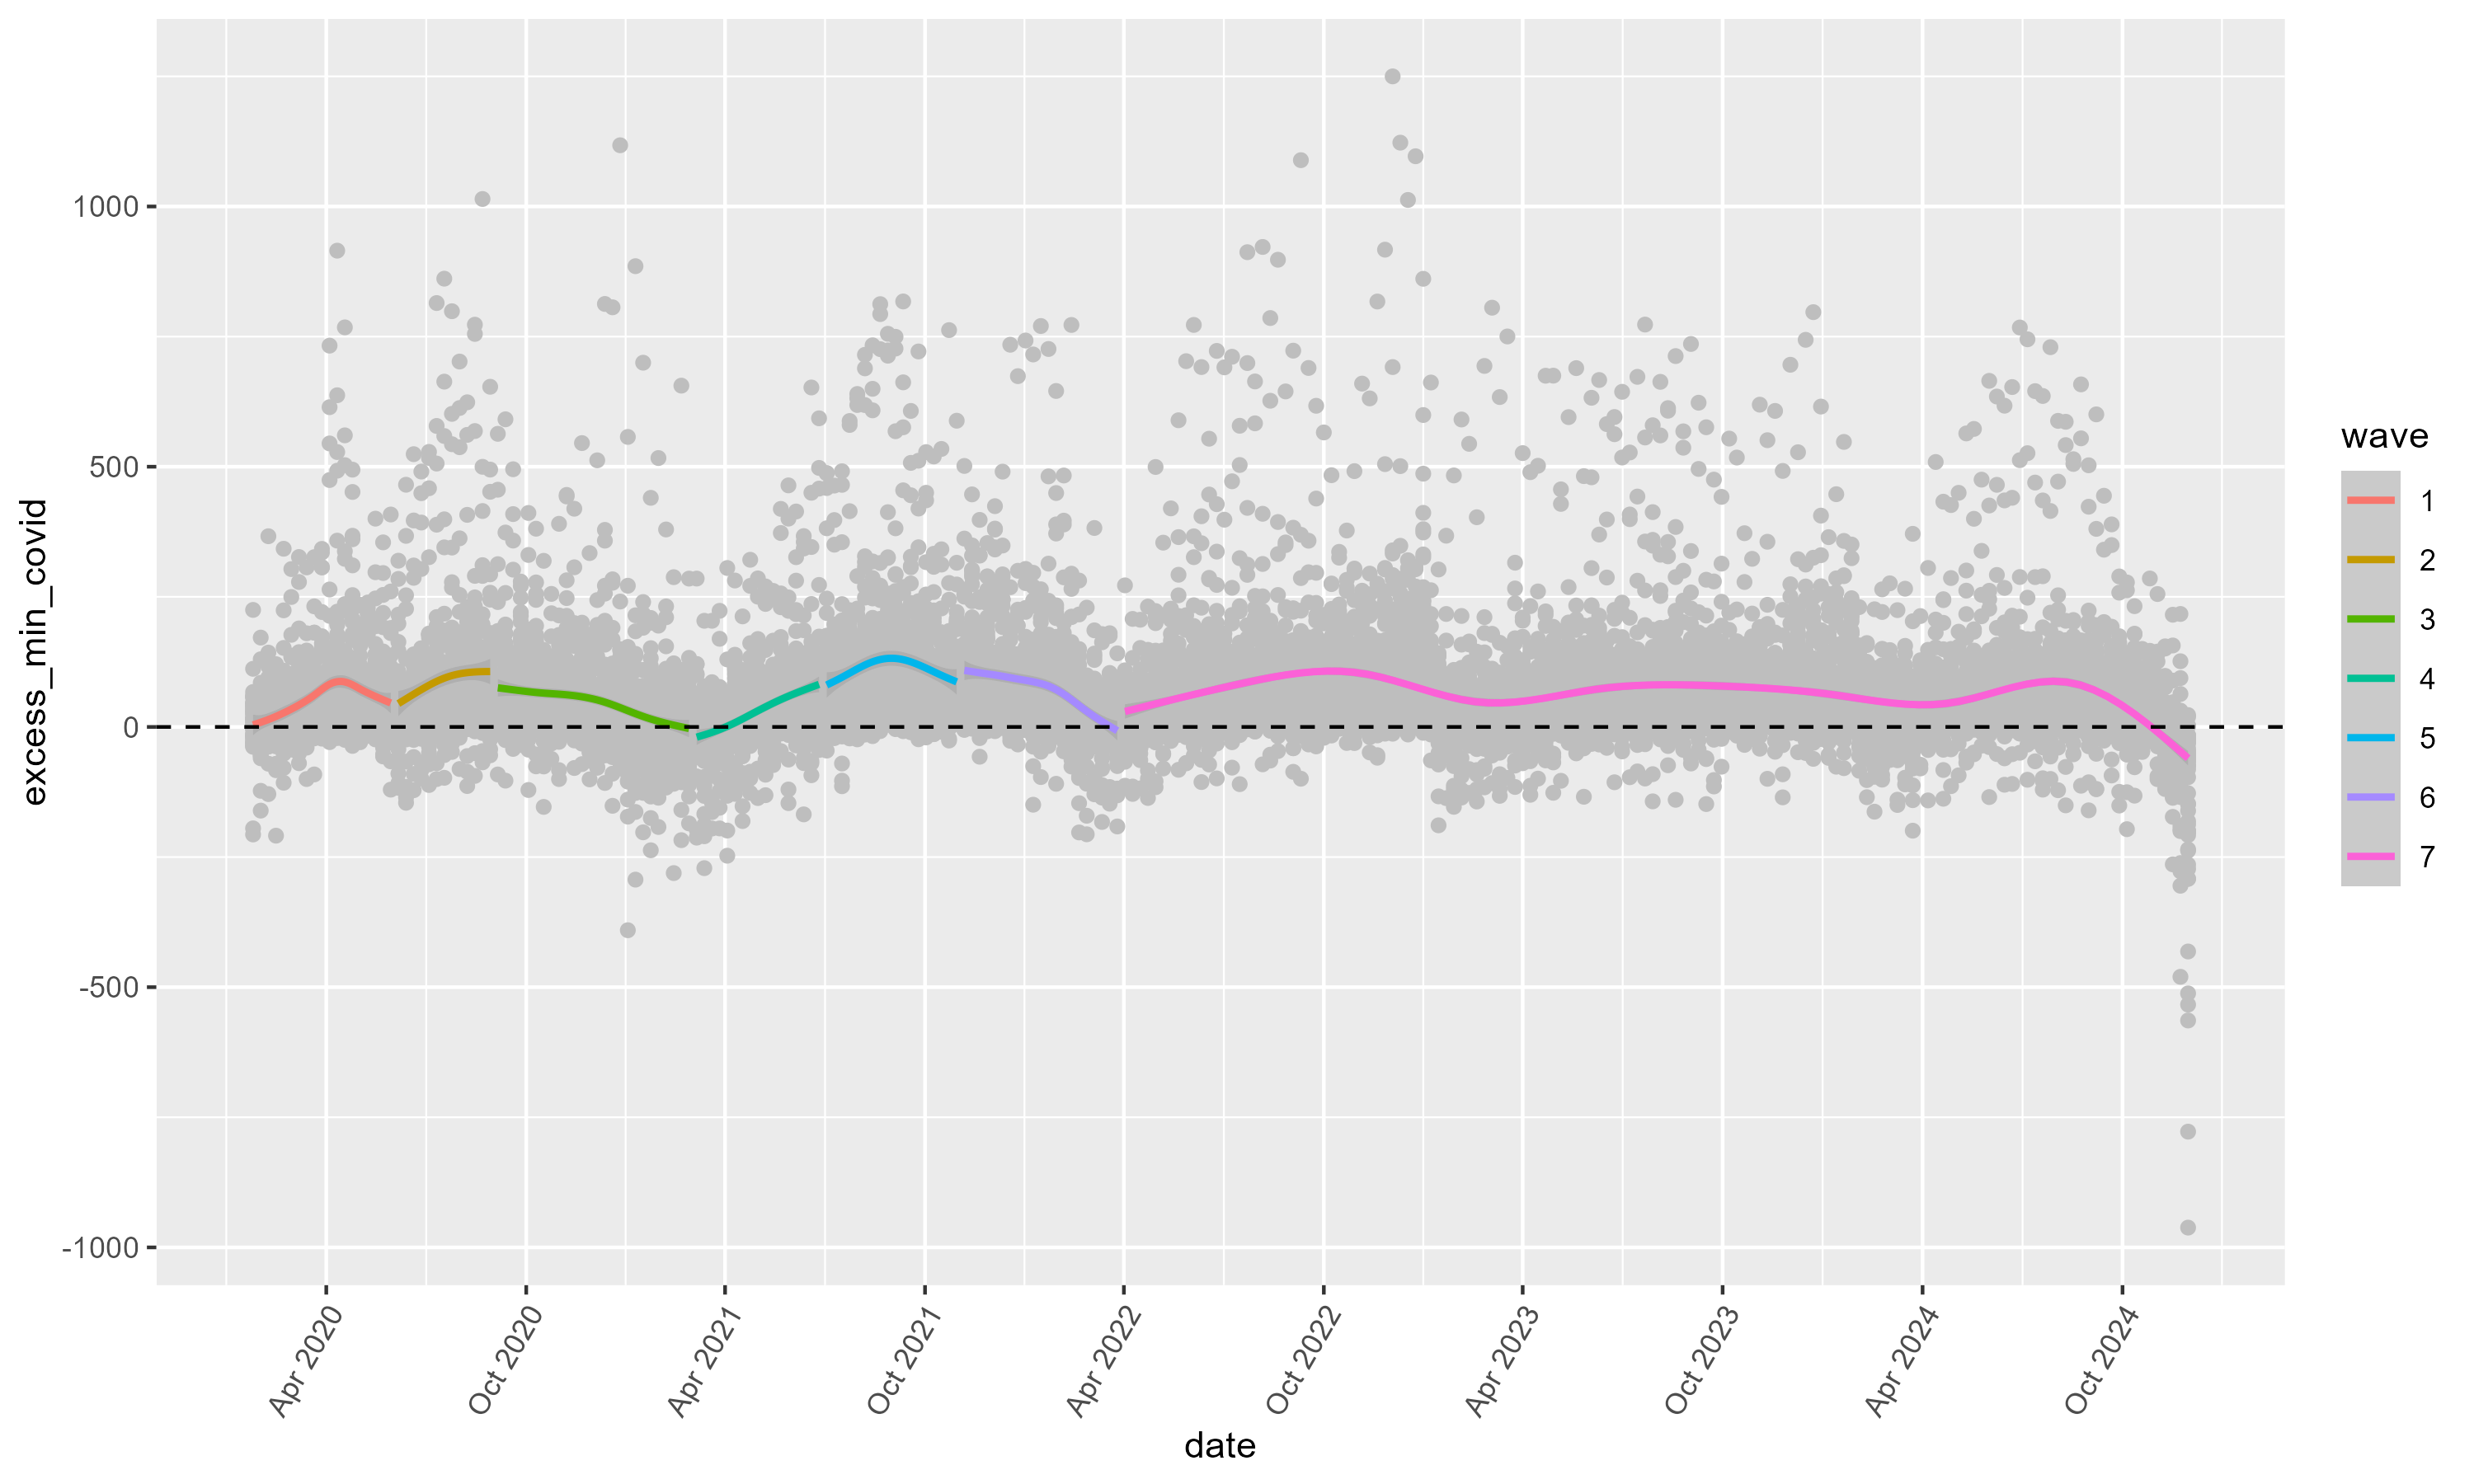 excess_min_covid
1000
500
0
-500
-1000
Apr 2020
Oct 2020
Apr 2021
Oct 2021
Apr 2022
Oct 2022
Apr 2023
Oct 2023
Apr 2024
Oct 2024
date
wave
1
2
3
4
5
6
7